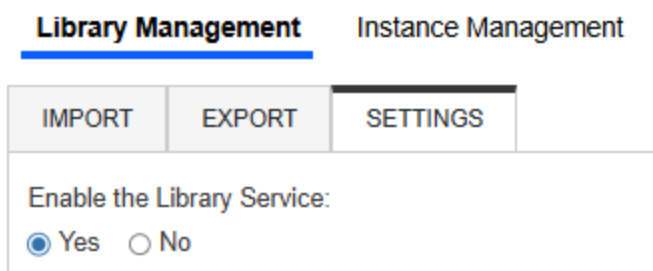 Library Management Instance Management
IMPORT EXPORT SETTINGS
Enable the Library Service:
Yes No